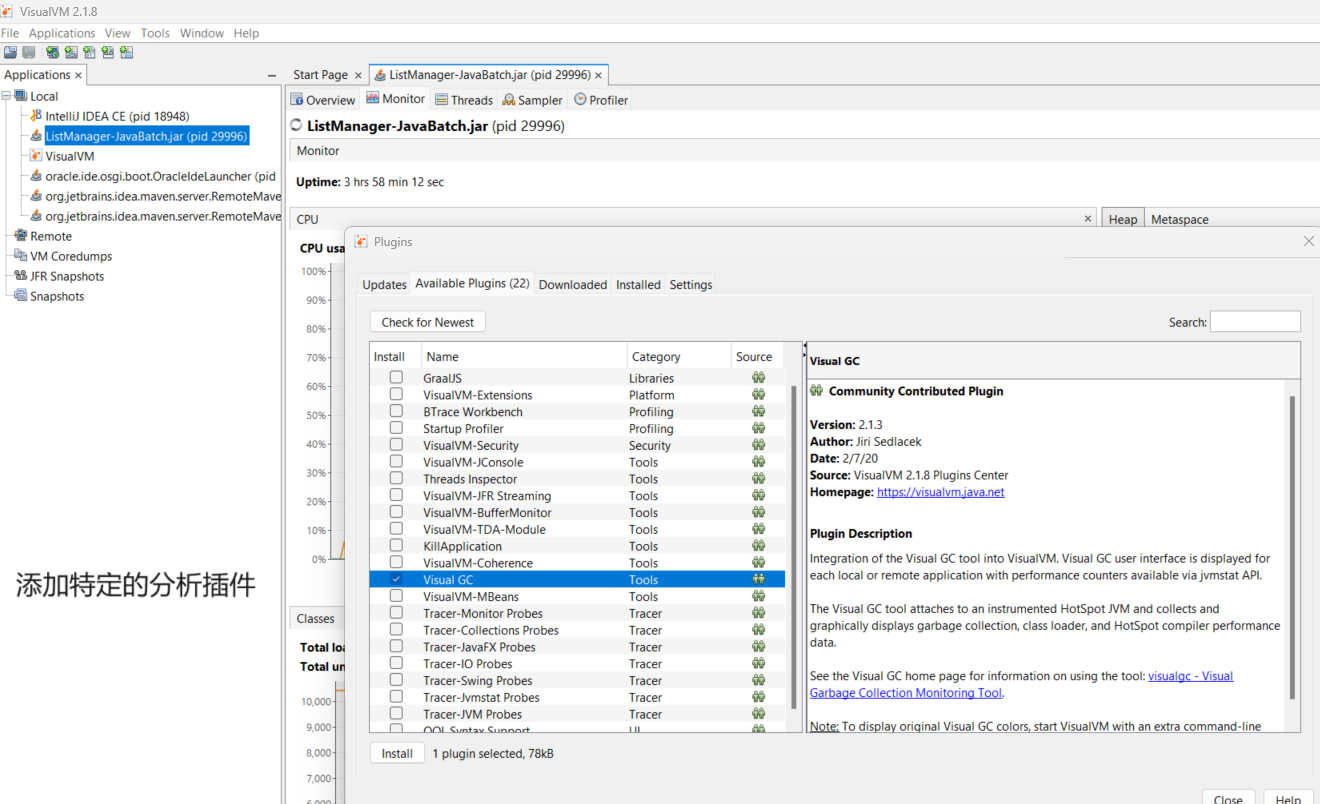 VisualVM 2.1.8
File Applications View Tools Window Help
Applications
Local
IntelliJ IDEA CE (pid 18948)
ListManager-JavaBatch.jar (pid 29996)
VisualVM
oracle.ide.osgi.boot.OracleIdeLauncher (pid
org.jetbrains.idea.maven.server.RemoteMave
org.jetbrains.idea.maven.server.RemoteMave
Remote
VM Coredumps
JFR Snapshots
Snapshots
添加特定的分析插件
Start Page ListManager-JavaBatch.jar (pid 29996)
Overview Monitor Threads Sampler Profiler
ListManager-JavaBatch.jar (pid 29996)
Monitor
Uptime: 3 hrs 58 min 12 sec
CPU
Heap Metaspace
CPU usa
100%
90%
80%
70%
60%
50%
40%
30%
20%
10%
0%
Classes
Total loa
Total un
10,000
9,000
8,000
7,000
6,000
Plugins
Updates Available Plugins (22) Downloaded Installed Settings
Check for Newest
Search:
Install Name Category Source
GraalJS Libraries
VisualVM-Extensions Platform
BTrace Workbench Profiling
Startup Profiler Profiling
VisualVM-Security Security
VisualVM-JConsole Tools
Threads Inspector Tools
VisualVM-JFR Streaming Tools
VisualVM-BufferMonitor Tools
VisualVM-TDA-Module Tools
KillApplication Tools
VisualVM-Coherence Tools
Visual GC Tools
VisualVM-MBeans Tools
Tracer-Monitor Probes Tracer
Tracer-Collections Probes Tracer
Tracer-JavaFX Probes Tracer
Tracer-IO Probes Tracer
Tracer-Swing Probes Tracer
Tracer-Jvmstat Probes Tracer
Tracer-JVM Probes Tracer
OQL Syntax Support UI
Install 1 plugin selected, 78kB
Visual GC
Community Contributed Plugin
Version: 2.1.3
Author: Jiri Sedlacek
Date: 2/7/20
Source: VisualVM 2.1.8 Plugins Center
Homepage: https://visualvm.java.net
Plugin Description
Integration of the Visual GC tool into VisualVM. Visual GC user interface is displayed for
each local or remote application with performance counters available via jvmstat API.
The Visual GC tool attaches to an instrumented HotSpot JVM and collects and
graphically displays garbage collection, class loader, and HotSpot compiler performance
data.
See the Visual GC home page for information on using the tool: visualgc - Visual
Garbage Collection Monitoring Tool.
Note: To display original Visual GC colors, start VisualVM with an extra command-line
Close Help